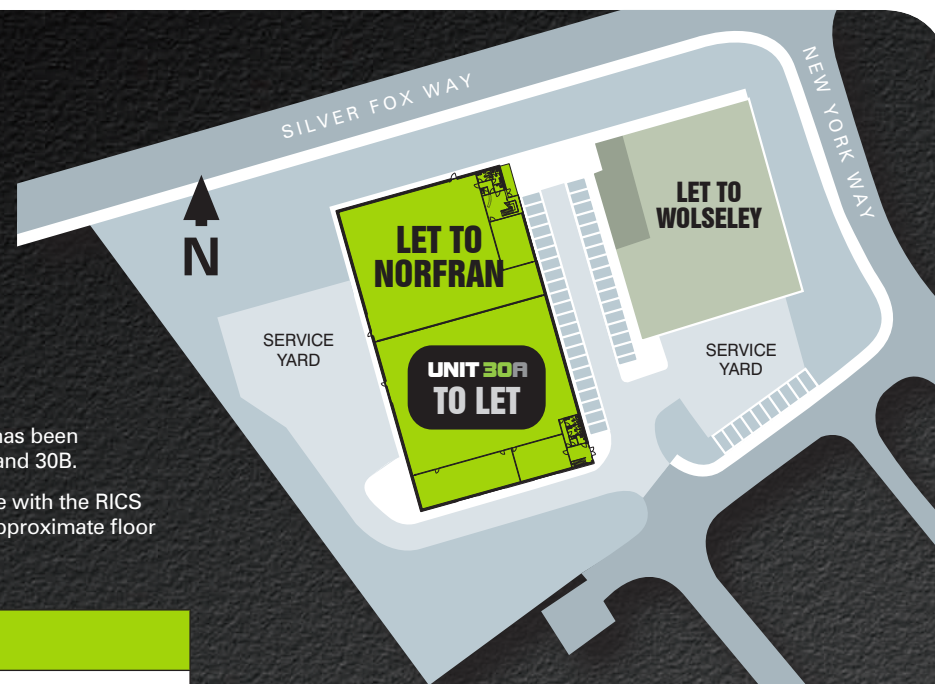 SILVER FOX WAY
NEW YORK WAY
N
LET TO
NORFRAN
LET TO
WOLSELEY
SERVICE
YARD
UNIT 30A
TO LET
SERVICE
YARD
has been
and 30B.
e with the RICS
pproximate floor